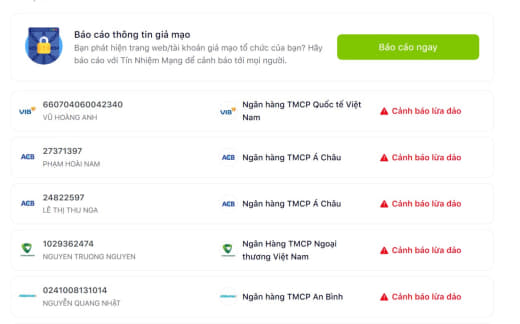 Báo cáo thông tin giả mạo
Bạn phát hiện trang web/tài khoản giả mạo tổ chức của bạn? Hãy
báo cáo với Tín Nhiệm Mạng để cảnh báo tới mọi người.
Báo cáo ngay
VIB
660704060042340
VŨ HOÀNG ANH
VIB
Ngân hàng TMCP Quốc tế Việt
Nam
Cảnh báo lừa đảo
ACB
27371397
PHẠM HOÀI NAM
ACB
Ngân hàng TMCP Á Châu
Cảnh báo lừa đảo
ACB
24822597
LÊ THỊ THU NGA
ACB
Ngân hàng TMCP Á Châu
Cảnh báo lừa đảo
1029362474
NGUYEN TRUONG NGUYEN
Ngân Hàng TMCP Ngoại
thương Việt Nam
Cảnh báo lừa đảo
0241008131014
NGUYỄN QUANG NHẬT
Ngân hàng TMCP An Bình
Cảnh báo lừa đảo